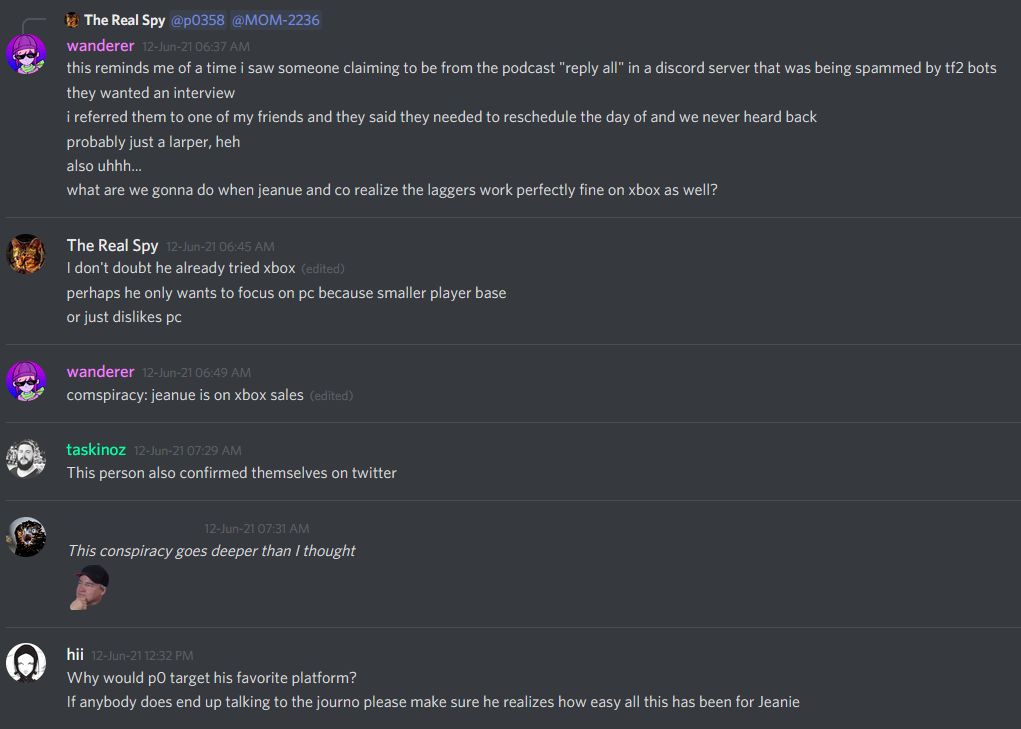 The Real Spy @p0358 @MOM-2236
wanderer 12-Jun-21 06:37 AM
this reminds me of a time i saw someone claiming to be from the podcast "reply all" in a discord server that was being spammed by tf2 bots
they wanted an interview
i referred them to one of my friends and they said they needed to reschedule the day of and we never heard back
probably just a larper, heh
also uhhh...
what are we gonna do when jeanue and co realize the laggers work perfectly fine on xbox as well?
The Real Spy 12-Jun-21 06:45 AM
I don't doubt he already tried xbox (edited)
perhaps he only wants to focus on pc because smaller player base
or just dislikes pc
wanderer 12-Jun-21 06:49 AM
comspiracy: jeanue is on xbox sales (edited)
taskinoz 12-Jun-21 07:29 AM
This person also confirmed themselves on twitter
12-Jun-21 07:31 AM
This conspiracy goes deeper than I thought
hii 12-Jun-21 12:32 PM
Why would p0 target his favorite platform?
If anybody does end up talking to the journo please make sure he realizes how easy all this has been for Jeanie